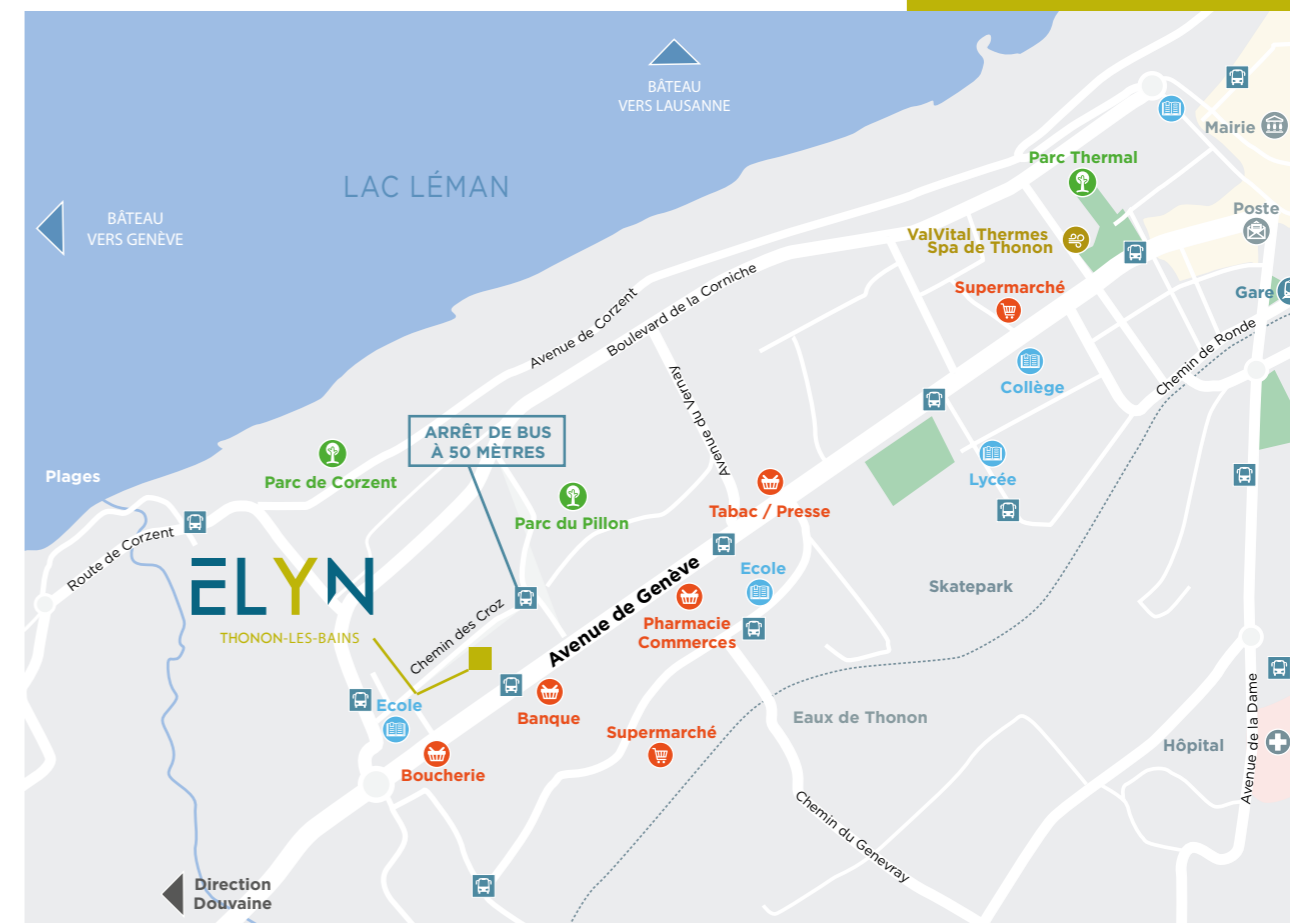 BÂTEAU
VERS LAUSANNE
Mairie
Parc Thermal
LAC LÉMAN
BÂTEAU
VERS GENÈVE
Poste
ValVital Thermes
Spa de Thonon
Supermarché
Gare
Avenue de Corzent
Boulevard de la Corniche
Chemin de Ronde
Avenue du Vernay
Collège
ARRÊT DE BUS
À 50 MÈTRES
Plages
Parc de Corzent
Lycée
Parc du Pillon
Tabac / Presse
Route de Corzent
ELYN
THONON-LES-BAINS
Chemin des Croz
Avenue de Genève
Ecole
Skatepark
Pharmacie
Commerces
Ecole
Banque
Eaux de Thonon
Supermarché
Hôpital
Avenue de la Dame
Boucherie
Chemin du Genevray
Direction
Douvaine